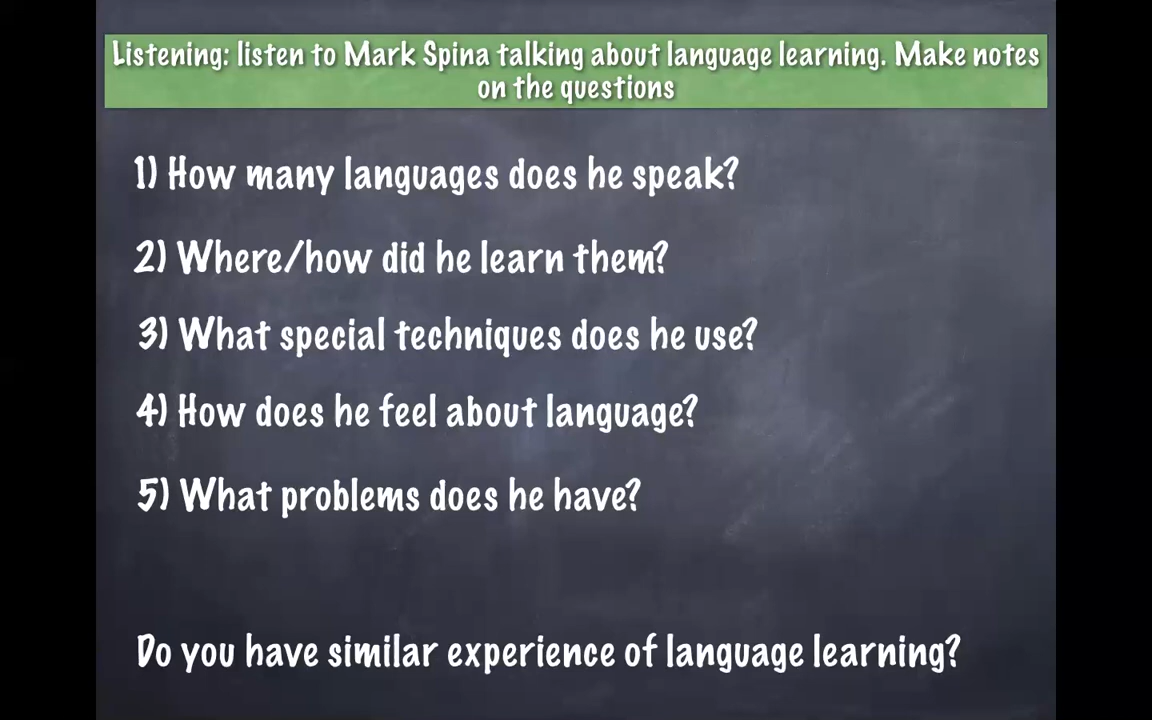 Listening: listen to Mark Spina talking about language learning. Make notes
on the questions
1) How many languages does he speak?
2) Where/how did he learn them?
3) What special techniques does he use?
4) How does he feel about language?
5) What problems does he have?
Do you have similar experience of language learning?